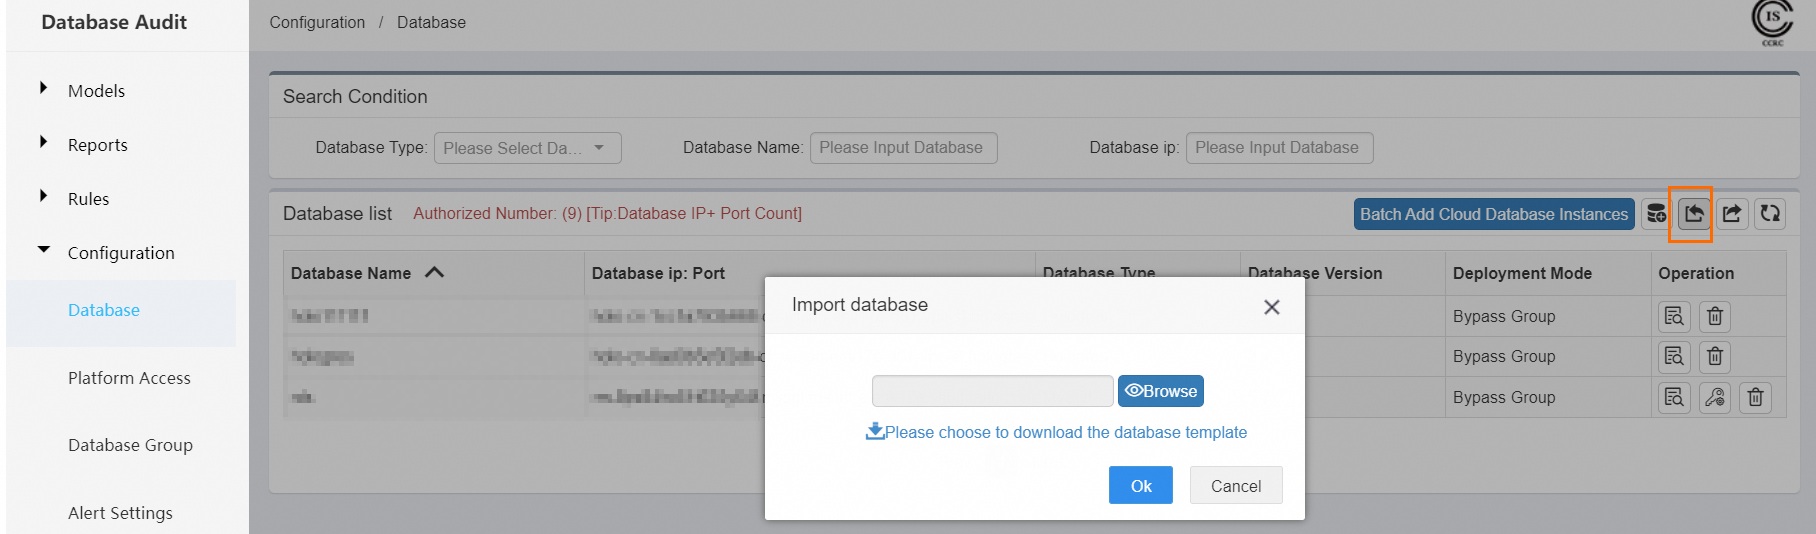 Database Audit
Configuration / Database
IS
CCRC
Models
Reports
Rules
Configuration
Database
Platform Access
Database Group
Alert Settings
Search Condition
Database Type: Please Select Da... Database Name: Please Input Database Database ip: Please Input Database
Database list Authorized Number: (9) [Tip:Database IP+ Port Count] Batch Add Cloud Database Instances
Database Name Database ip: Port Database Type Database Version Deployment Mode Operation
Bypass Group
Bypass Group
Bypass Group
Import database
Browse
Please choose to download the database template
Ok Cancel